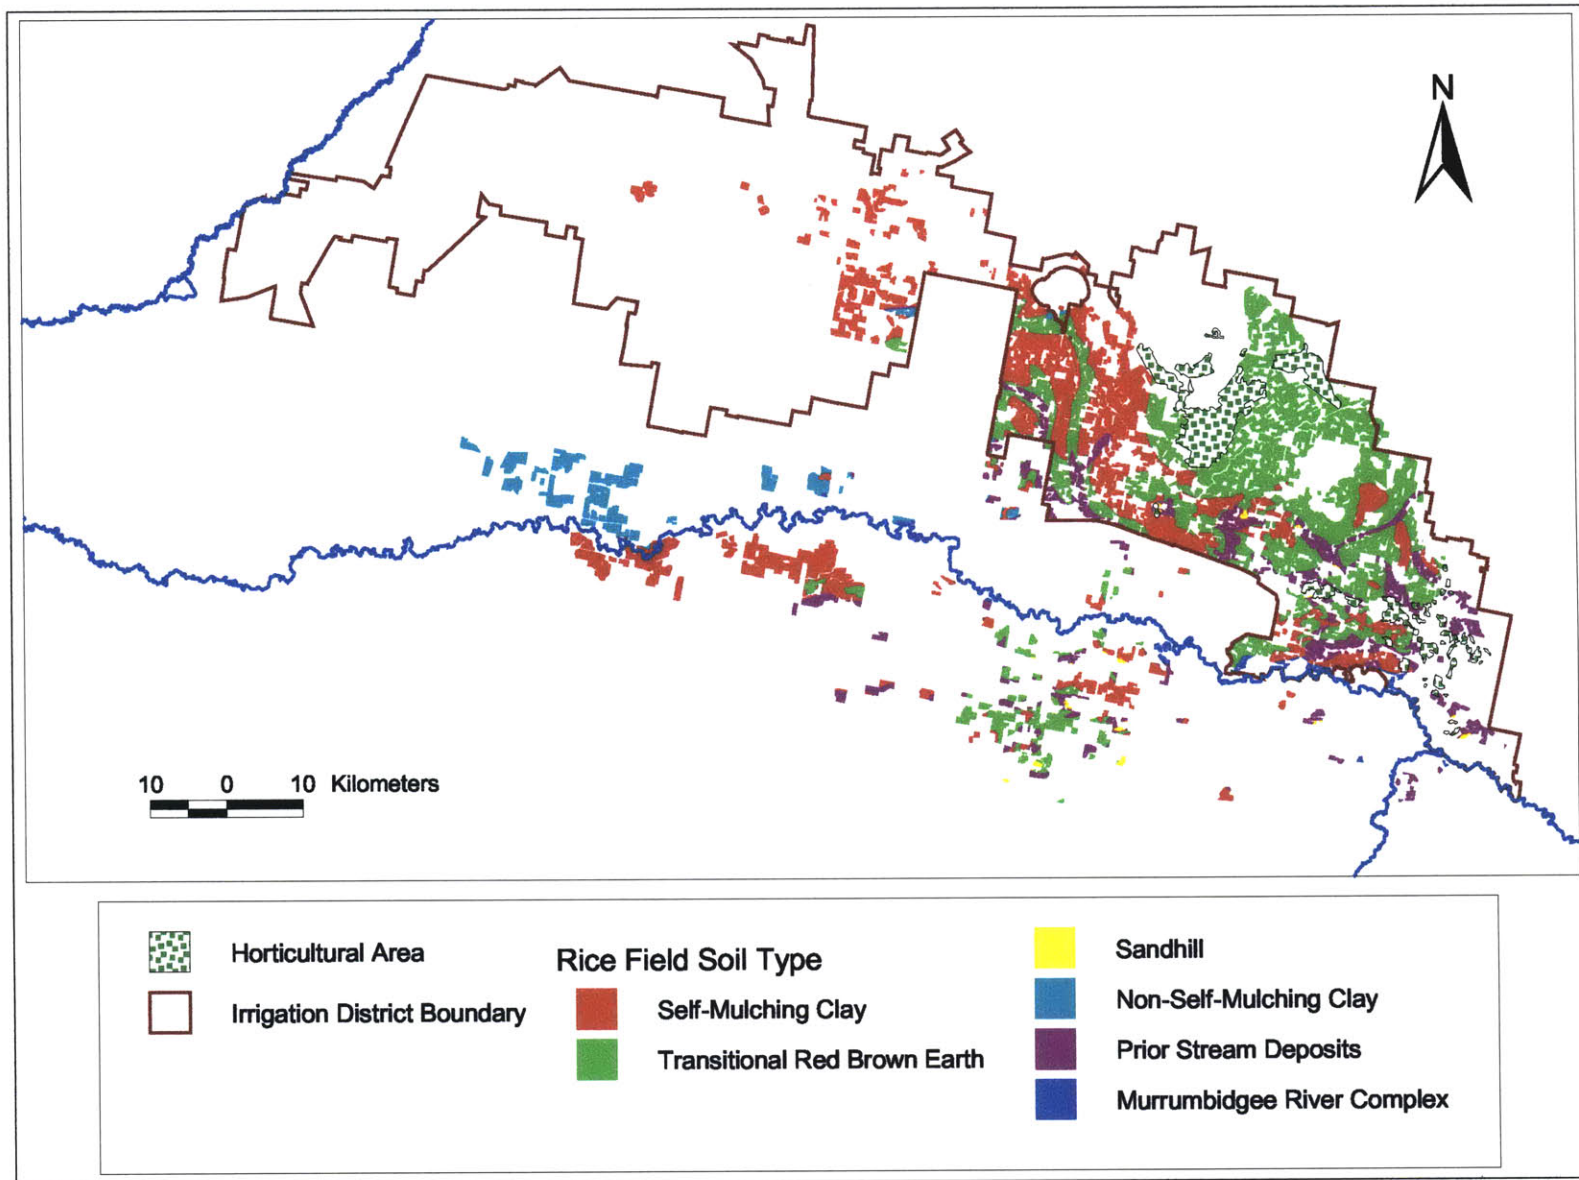 N
10 0 10 Kilometers
Horticultural Area
Irrigation District Boundary
Rice Field Soil Type
Self-Mulching Clay
Transitional Red Brown Earth
Sandhill
Non-Self-Mulching Clay
Prior Stream Deposits
Murrumbidgee River Complex